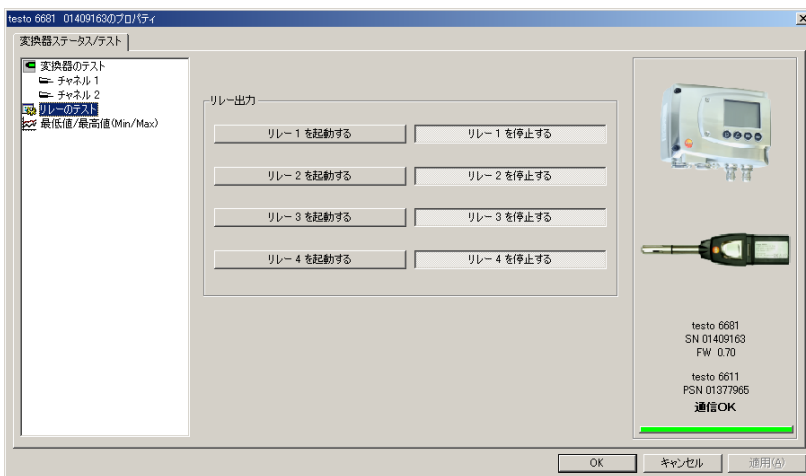 testo 6681 01409163のプロパティ
変換器ステータス/テスト
変換器のテスト
チャネル 1
チャネル 2
リレーのテスト
最低値/最高値(Min/Max)
リレー出力
リレー 1 を起動する
リレー 1 を停止する
リレー 2 を起動する
リレー 2 を停止する
リレー 3 を起動する
リレー 3 を停止する
リレー 4 を起動する
リレー 4 を停止する
testo 6681
SN 01409163
FW 0.70
testo 6611
PSN 01377965
通信OK
OK
キャンセル
適用(A)